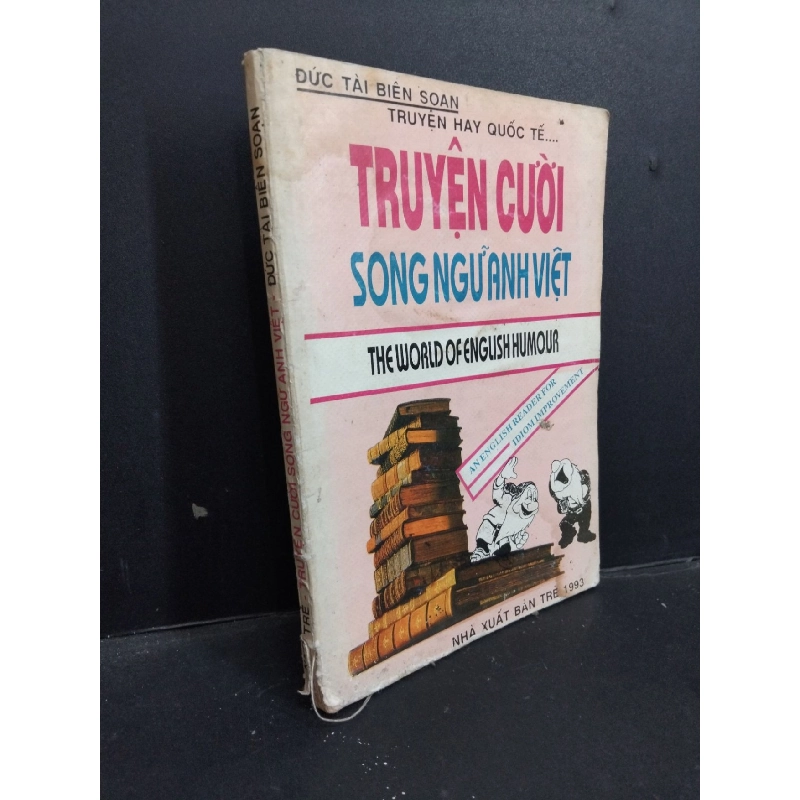 ĐỨC TÀI BIÊN SOẠN
TRUYỆN HAY QUỐC TẾ....
TRUYỆN CƯỜI
SONG NGỮ ANH VIỆT
THE WORLD OF ENGLISH HUMOUR
AN ENGLISH READER FOR
IDIOM IMPROVEMENT
NHÀ XUẤT BẢN TRẺ 1993
TRẺ - TRUYỆN CƯỜI SONG NGỮ ANH VIỆT - ĐỨC TÀI BIÊN SOẠN